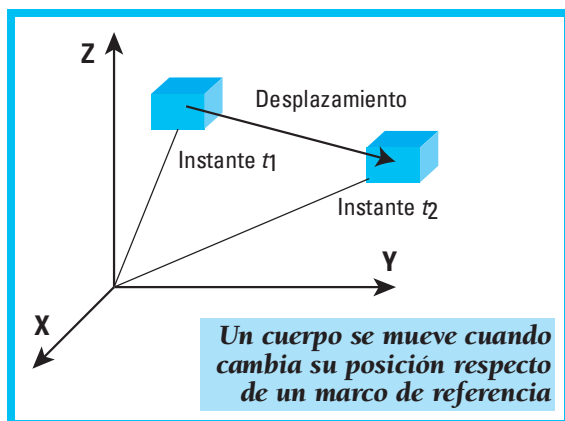 Z
Desplazamiento
Instante t1
Instante t2
Y
X
Un cuerpo se mueve cuando
cambia su posición respecto
de un marco de referencia